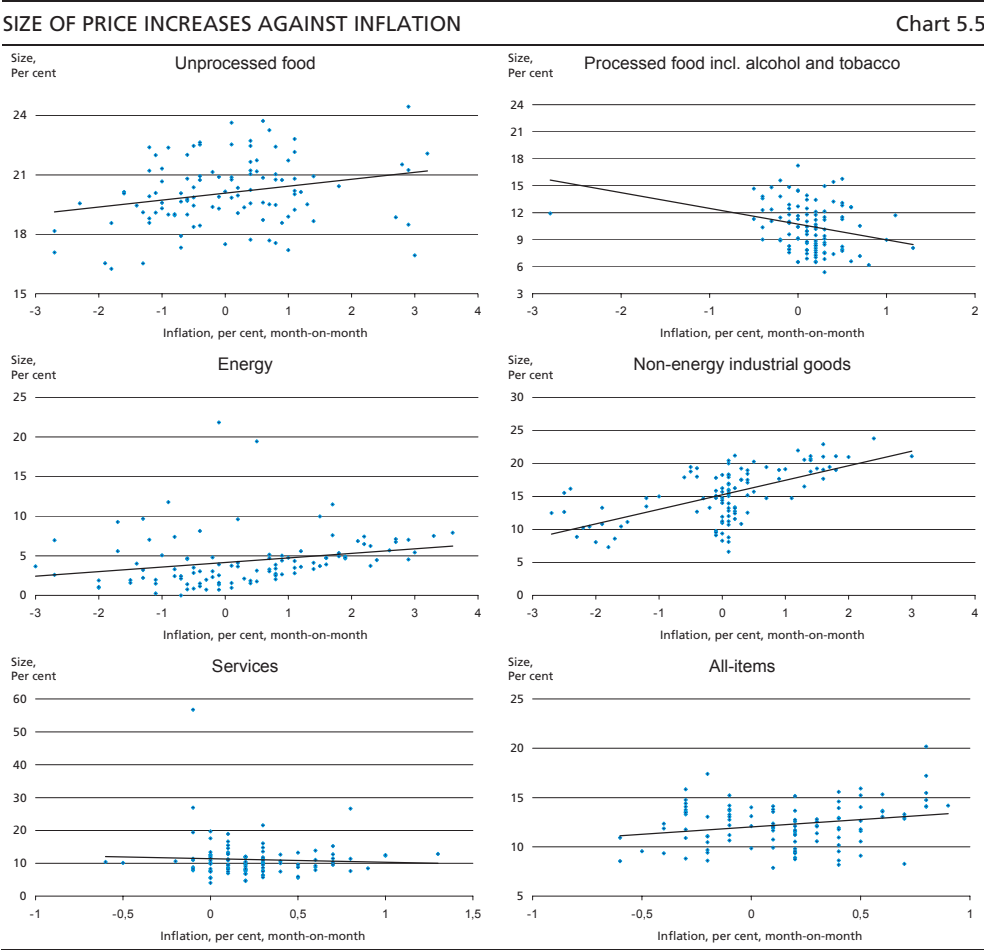 SIZE OF PRICE INCREASES AGAINST INFLATION
Chart 5.5
Size,
Per cent
Unprocessed food
24
21
18
15
-3 -2 -1 0 1 2 3 4
Inflation, per cent, month-on-month
Size,
Per cent
Processed food incl. alcohol and tobacco
24
21
18
15
12
9
6
3
-3 -2 -1 0 1 2
Inflation, per cent, month-on-month
Size,
Per cent
Energy
25
20
15
10
5
0
-3 -2 -1 0 1 2 3 4
Inflation, per cent, month-on-month
Size,
Per cent
Non-energy industrial goods
30
25
20
15
10
5
0
-3 -2 -1 0 1 2 3 4
Inflation, per cent, month-on-month
Size,
Per cent
Services
60
50
40
30
20
10
0
-1 -0,5 0 0,5 1 1,5
Inflation, per cent, month-on-month
Size,
Per cent
All-items
25
20
15
10
5
-1 -0,5 0 0,5 1
Inflation, per cent, month-on-month